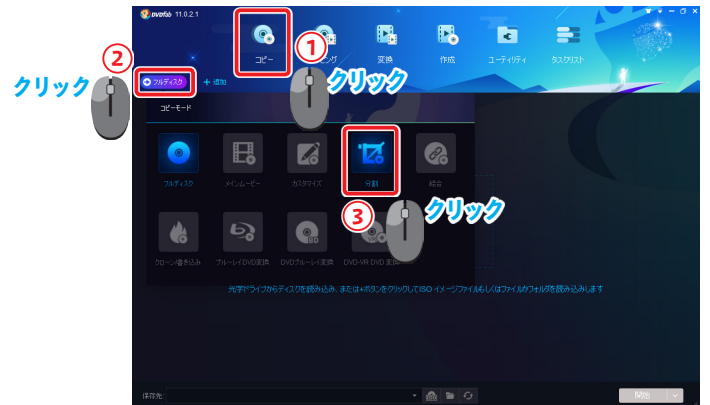 DVDFab 11.0.2.1
コピー
変換
作成
ユーティリティ
タスクリスト
①
クリック
②
クリック
フルディスク
+ 追加
コピーモード
フルディスク
メインムービー
カスタマイズ
分割
結合
③
クリック
クローン/書き込み
ブルーレイDVD変換
DVDブルーレイ変換
DVD-VR DVD 変換
光学ドライブからディスクを読み込み、または+ボタンをクリックしてISO イメージファイルもしくはファイルかフォルダを読み込みします
保存先:
開始